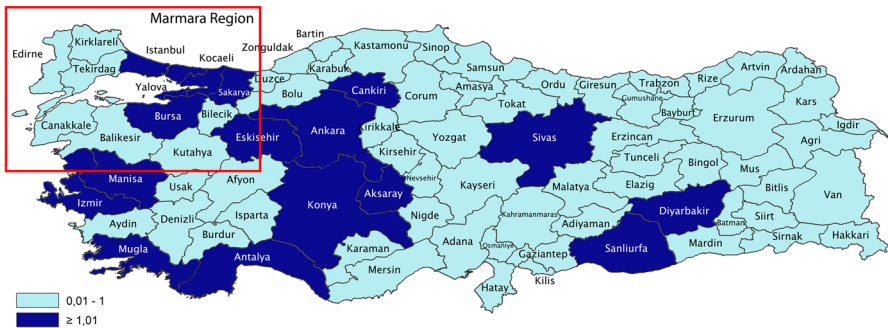 Marmara Region
Bartin
Edirne
Kirklareli
Istanbul
Zonguldak
Kastamonu
Sinop
Kocaeli
Tekirdag
Karabuk
Samsun
Artvin
Ardahan
Yalova
Sakarya
Duzce
Bolu
Cankiri
Corum
Amasya
Ordu
Giresun
Trabzon
Rize
Tokat
Gumushane
Bayburt
Kars
Canakkale
Bursa
Bilecik
Ankara
Erzurum
Igdir
Balikesir
Eskisehir
Kirikkale
Yozgat
Sivas
Erzincan
Agri
Kutahya
Kirsehir
Tunceli
Bingol
Mus
Manisa
Usak
Afyon
Nevsehir
Kayseri
Malatya
Elazig
Bitlis
Van
Izmir
Aksaray
Konya
Diyarbakir
Aydin
Denizli
Isparta
Nigde
Kahramanmaras
Adiyaman
Batman
Siirt
Mugla
Burdur
Antalya
Karaman
Adana
Osmaniye
Gaziantep
Sanliurfa
Mardin
Sirnak
Hakkari
Mersin
Kilis
Hatay
0,01 - 1
≥ 1,01